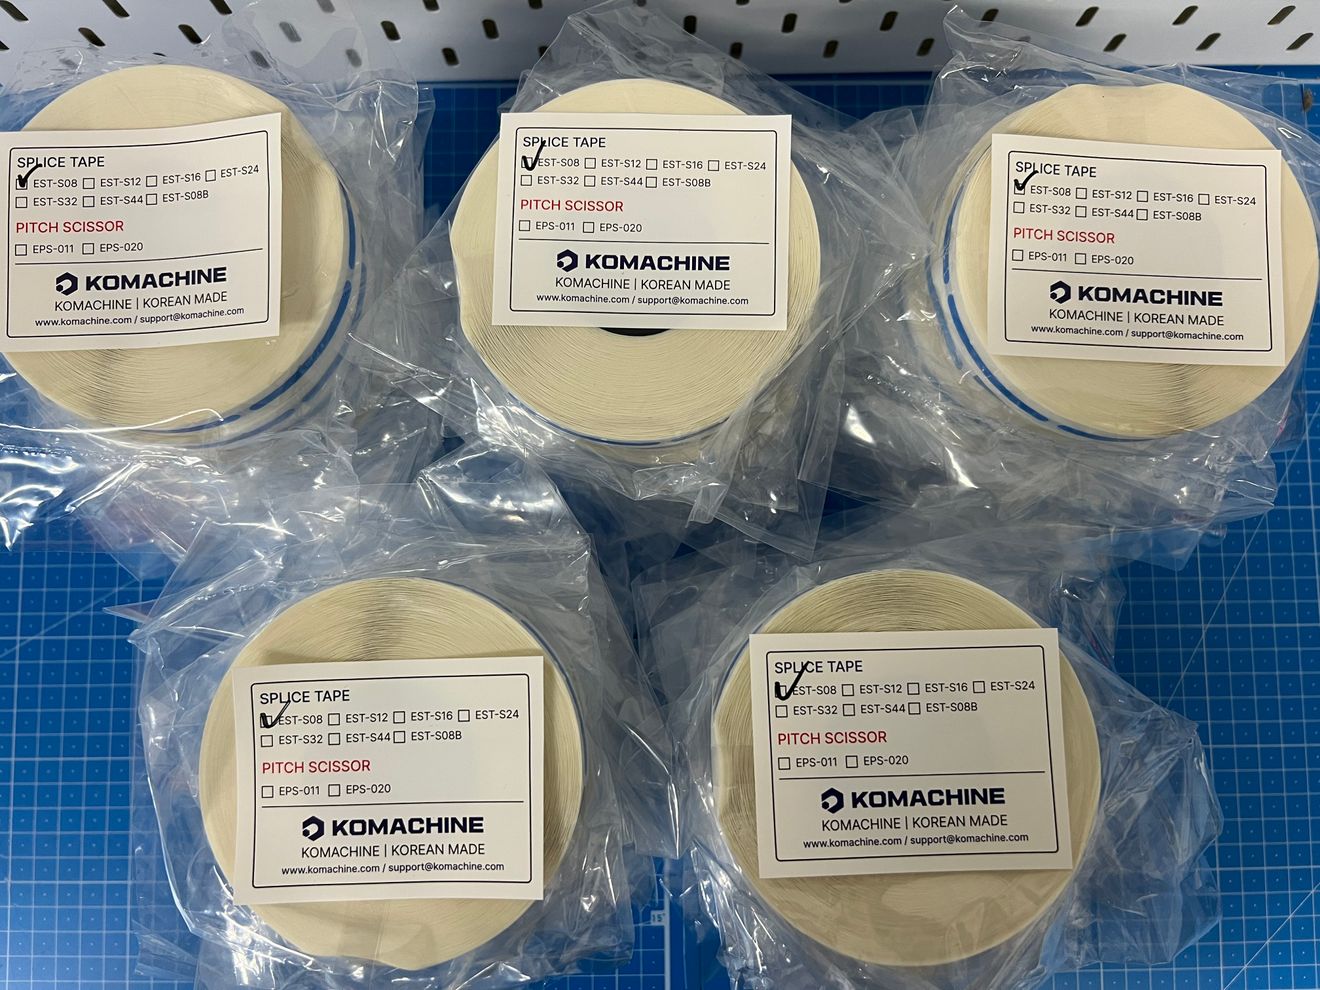 SPLICE TAPE
EST-S08 EST-S12 EST-S16 EST-S24
EST-S32 EST-S44 EST-S08B
PITCH SCISSOR
EPS-011 EPS-020
KOMACHINE
KOMACHINE | KOREAN MADE
www.komachine.com / support@komachine.com
SPLICE TAPE
EST-S08 EST-S12 EST-S16 EST-S24
EST-S32 EST-S44 EST-S08B
PITCH SCISSOR
EPS-011 EPS-020
KOMACHINE
KOMACHINE | KOREAN MADE
www.komachine.com / support@komachine.com
SPLICE TAPE
EST-S08 EST-S12 EST-S16 EST-S24
EST-S32 EST-S44 EST-S08B
PITCH SCISSOR
EPS-011 EPS-020
KOMACHINE
KOMACHINE | KOREAN MADE
www.komachine.com / support@komachine.com
SPLICE TAPE
EST-S08 EST-S12 EST-S16 EST-S24
EST-S32 EST-S44 EST-S08B
PITCH SCISSOR
EPS-011 EPS-020
KOMACHINE
KOMACHINE | KOREAN MADE
www.komachine.com / support@komachine.com
SPLICE TAPE
EST-S08 EST-S12 EST-S16 EST-S24
EST-S32 EST-S44 EST-S08B
PITCH SCISSOR
EPS-011 EPS-020
KOMACHINE
KOMACHINE | KOREAN MADE
www.komachine.com / support@komachine.com
15°